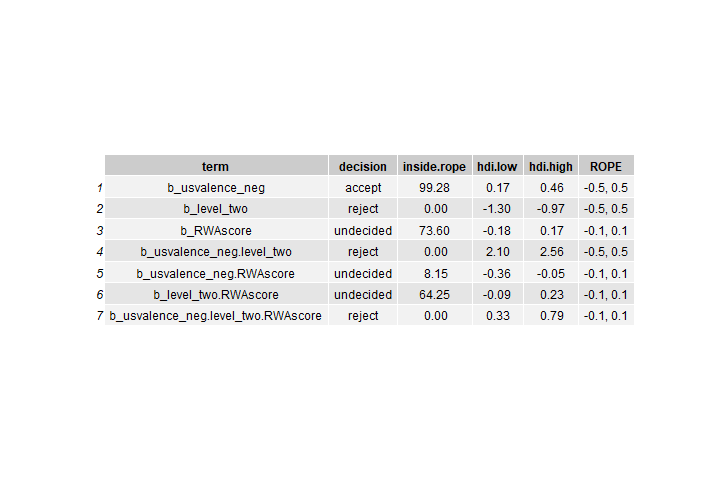 term decision inside.rope hdi.low hdi.high ROPE
1 b_usvalence_neg accept 99.28 0.17 0.46 -0.5, 0.5
2 b_level_two reject 0.00 -1.30 -0.97 -0.5, 0.5
3 b_RWAscore undecided 73.60 -0.18 0.17 -0.1, 0.1
4 b_usvalence_neg.level_two reject 0.00 2.10 2.56 -0.5, 0.5
5 b_usvalence_neg.RWAscore undecided 8.15 -0.36 -0.05 -0.1, 0.1
6 b_level_two.RWAscore undecided 64.25 -0.09 0.23 -0.1, 0.1
7 b_usvalence_neg.level_two.RWAscore reject 0.00 0.33 0.79 -0.1, 0.1